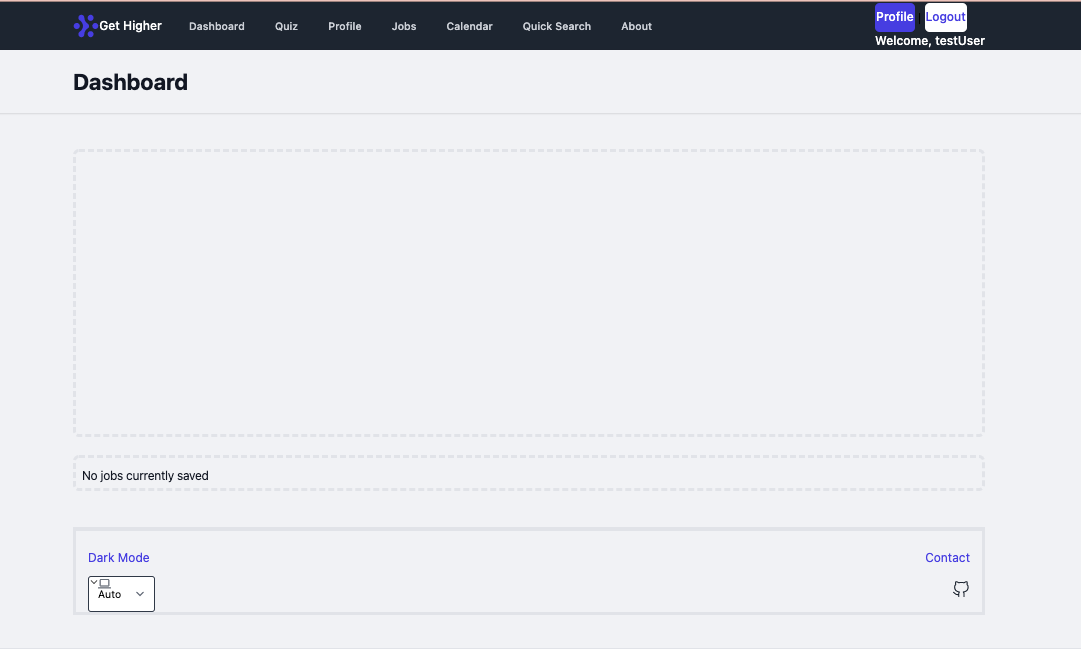 Get Higher Dashboard Quiz Profile Jobs Calendar Quick Search About Profile | Logout
Welcome, testUser
Dashboard
No jobs currently saved
Dark Mode Contact
Auto